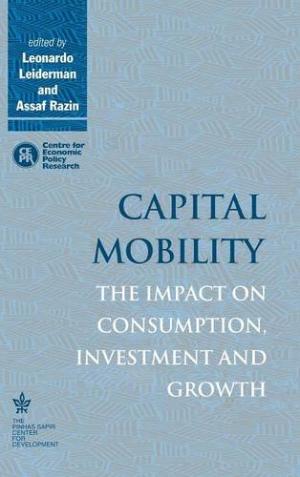 edited by
Leonardo
Leiderman
and
Assaf Razin
CEPR
Centre for
Economic
Policy
Research
CAPITAL
MOBILITY
THE IMPACT ON
CONSUMPTION,
INVESTMENT AND
GROWTH
THE
PINHAS SAPIR
CENTER
FOR
DEVELOPMENT